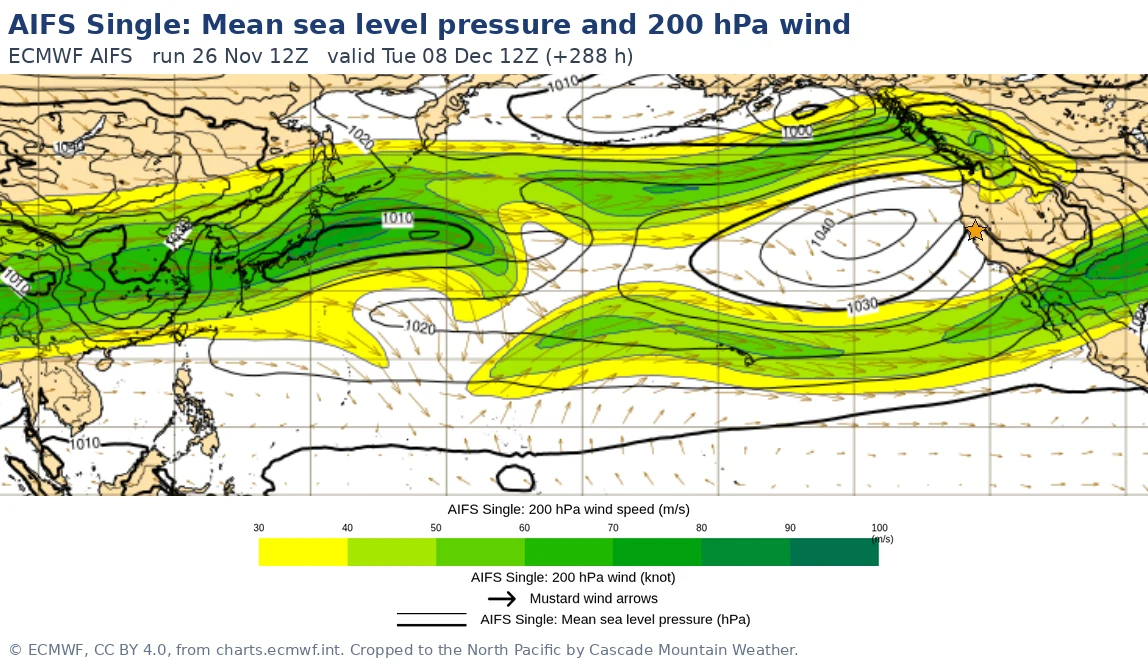 AIFS Single: Mean sea level pressure and 200 hPa wind
ECMWF AIFS run 26 Nov 12Z valid Tue 08 Dec 12Z (+288 h)
1010
1020
1000
1040
1010
1030
1040
1010
1030
1020
1010
AIFS Single: 200 hPa wind speed (m/s)
30 40 50 60 70 80 90 100
(m/s)
AIFS Single: 200 hPa wind (knot)
Mustard wind arrows
AIFS Single: Mean sea level pressure (hPa)
© ECMWF, CC BY 4.0, from charts.ecmwf.int. Cropped to the North Pacific by Cascade Mountain Weather.